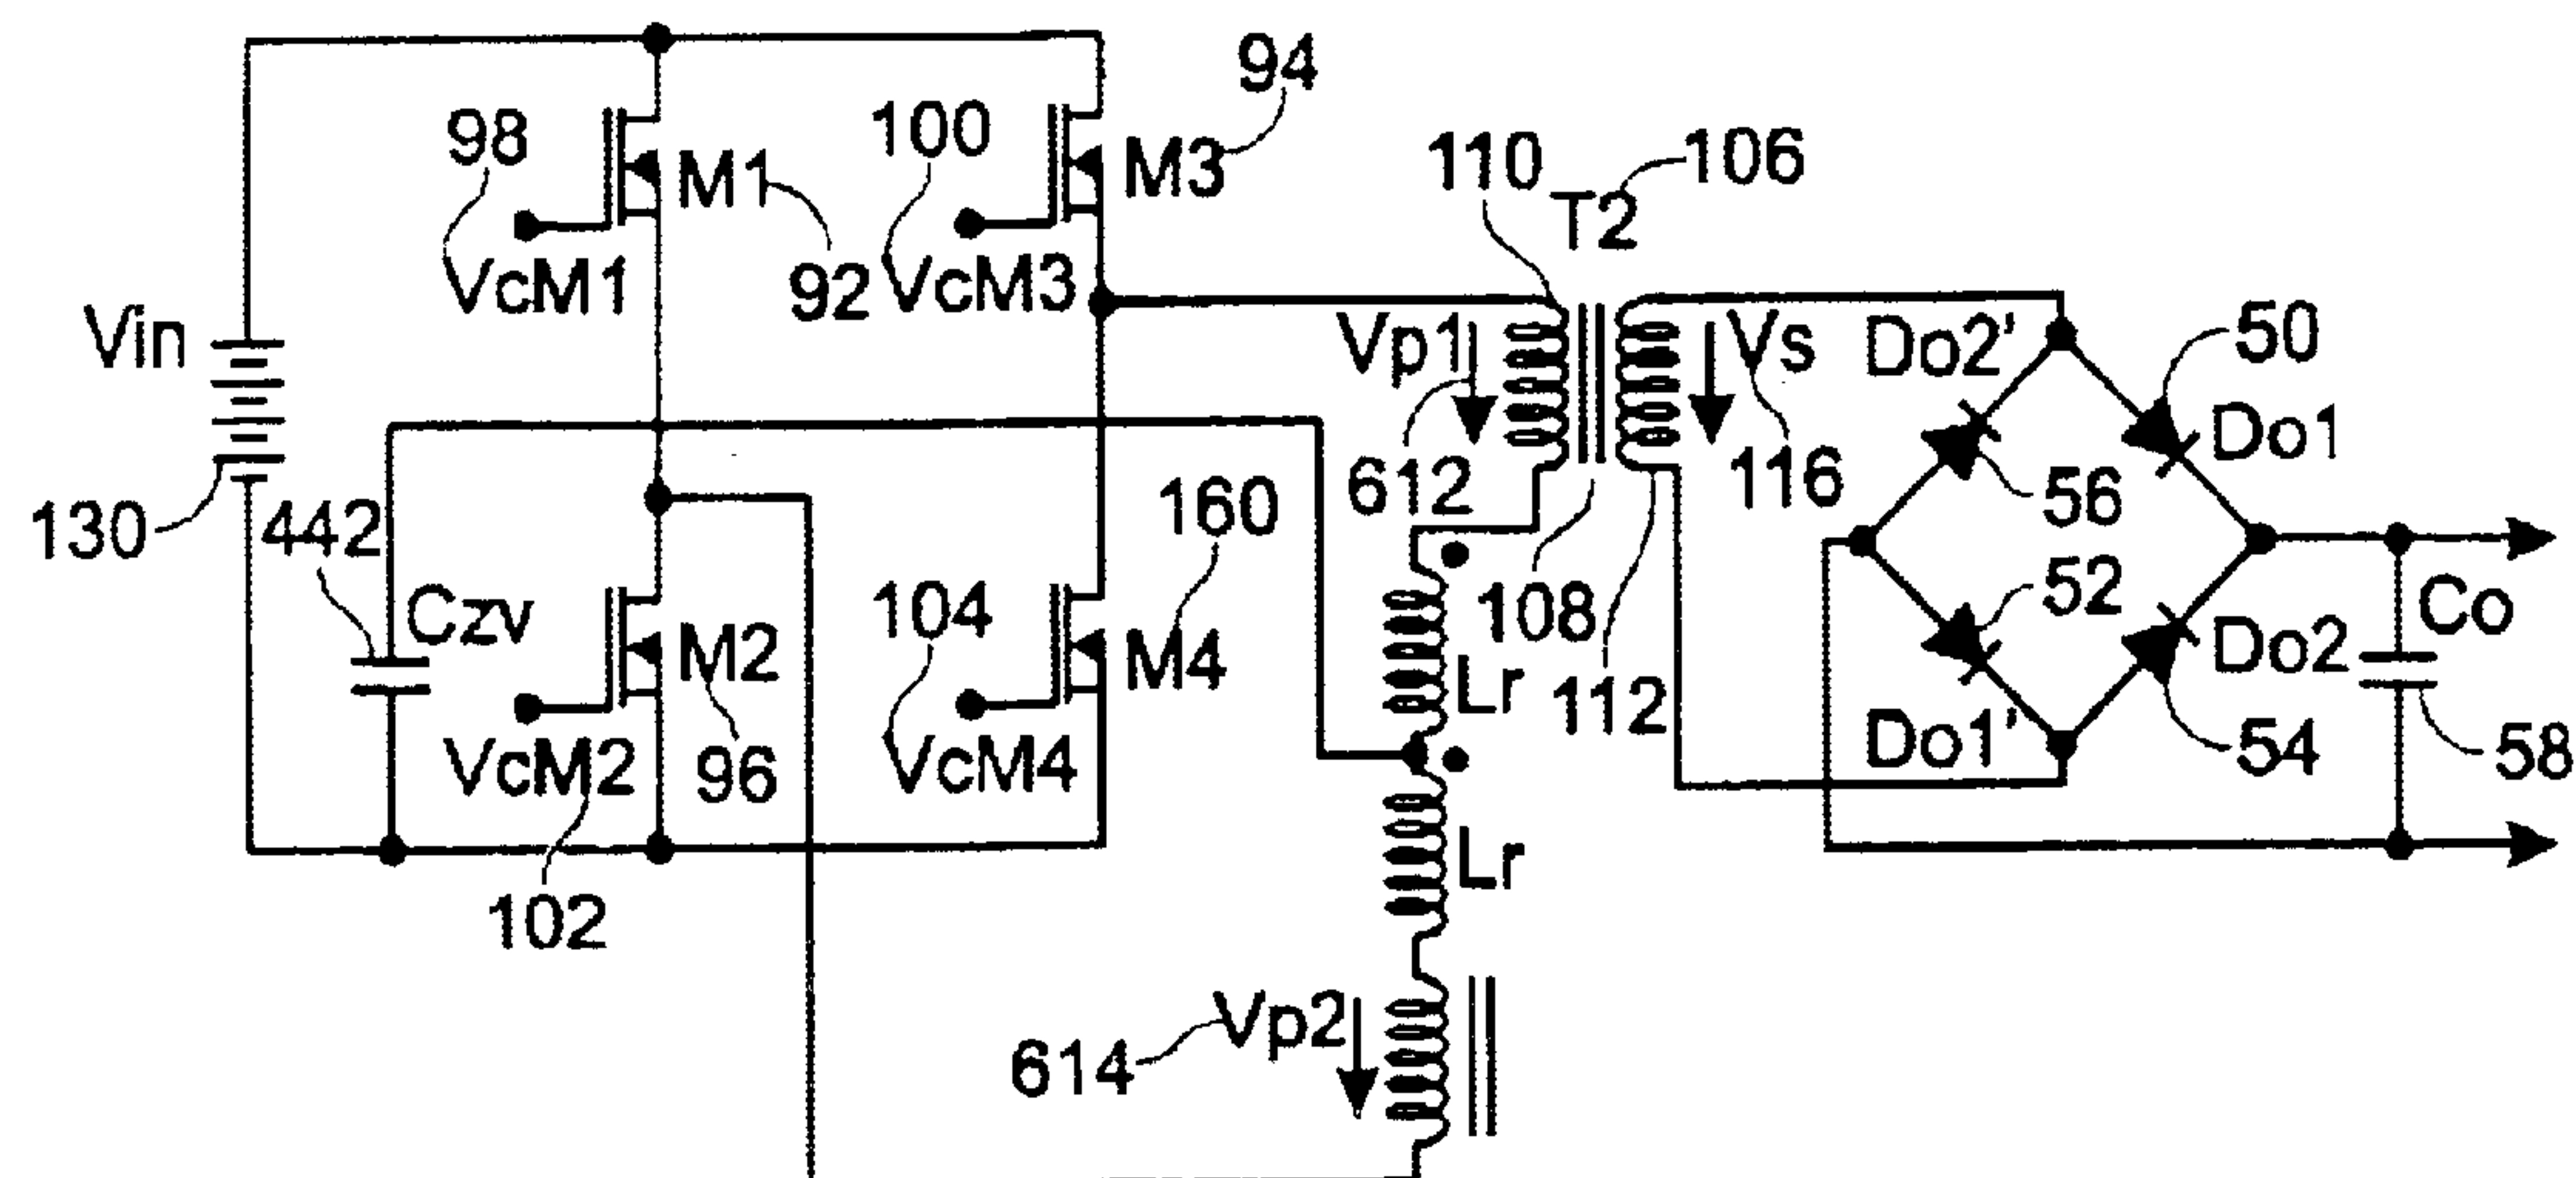 94
98
100
M1
M3
110
T2
106
VcM1
92
VcM3
Vin
Vp1
Vs
Do2'
50
Do1
130
442
612
116
56
160
Czv
104
108
52
Co
M2
M4
Lr
112
Do2
VcM2
96
VcM4
Do1'
54
58
Lr
102
Vp2
614